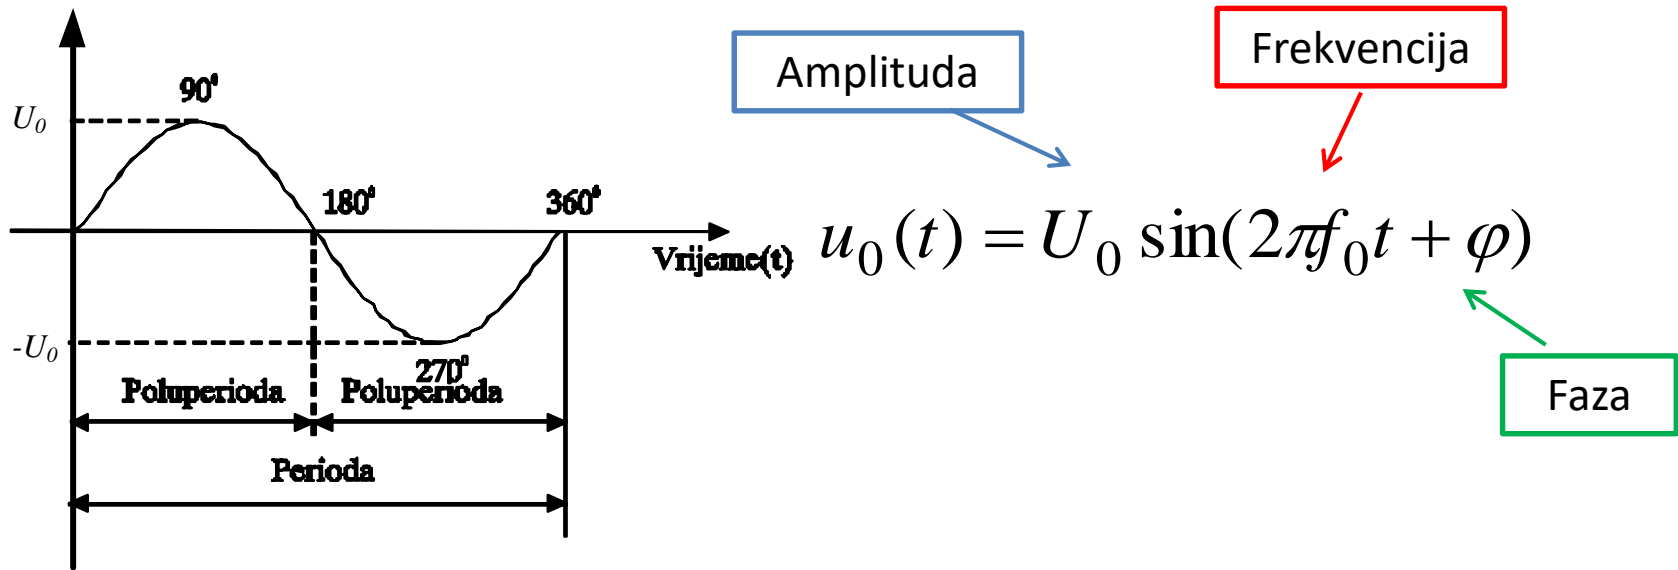 90°
U₀
180°
360°
Vrijeme(t)
-U₀
270°
Poluperioda
Poluperioda
Perioda
Amplituda
Frekvencija
u₀(t) = U₀ sin(2πf₀t + φ)
Faza